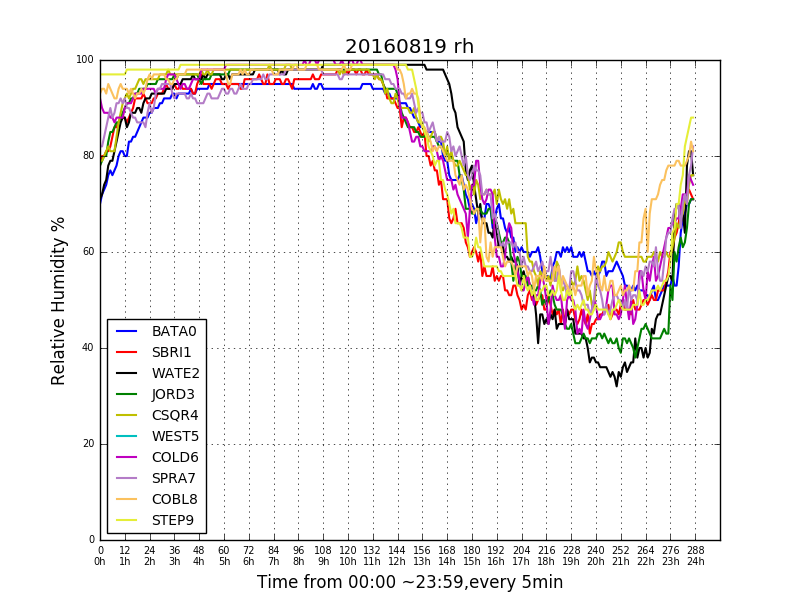 20160819 rh
Relative Humidity %
100
80
60
40
20
0
BATA0
SBRI1
WATE2
JORD3
CSQR4
WEST5
COLD6
SPRA7
COBL8
STEP9
0 12 24 36 48 60 72 84 96 108 120 132 144 156 168 180 192 204 216 228 240 252 264 276 288
0h 1h 2h 3h 4h 5h 6h 7h 8h 9h 10h 11h 12h 13h 14h 15h 16h 17h 18h 19h 20h 21h 22h 23h 24h
Time from 00:00 ~23:59,every 5min